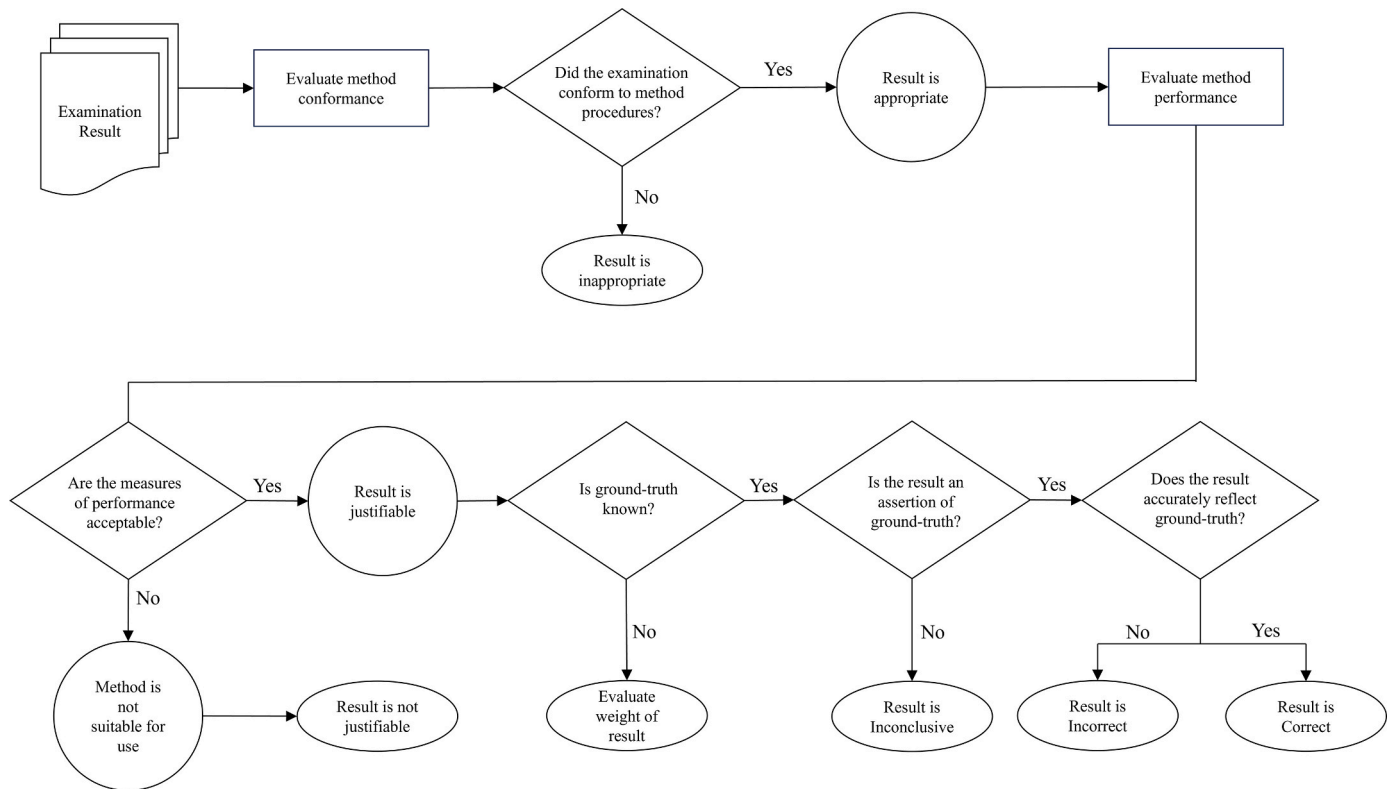 Examination
Result
Evaluate method
conformance
Did the examination
conform to method
procedures?
Yes
Result is
appropriate
Evaluate method
performance
No
Result is
inappropriate
Are the measures
of performance
acceptable?
Yes
Result is
justifiable
Is ground-truth
known?
Yes
Is the result an
assertion of
ground-truth?
Yes
Does the result
accurately reflect
ground-truth?
No
No
No
No
Yes
Method is
not
suitable for
use
Result is not
justifiable
Evaluate
weight of
result
Result is
Inconclusive
Result is
Incorrect
Result is
Correct